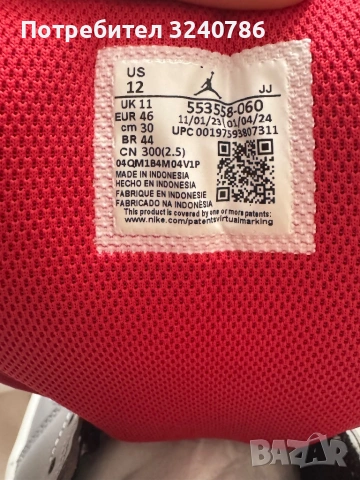 Потребител 3240786
US
12
JJ
UK 11
EUR 46
cm 30
BR 44
553558-060
11/01/23 01/04/24
UPC 00197593807311
CN 300(2.5)
04QM1B4M04V1P
MADE IN INDONESIA
HECHO EN INDONESIA
FABRIQUE EN INDONESIE
FABRICADO NA INDONÉSIA
This product is covered by one or more patents.
www.nike.com/patentsvirtualmarking
BAZAR